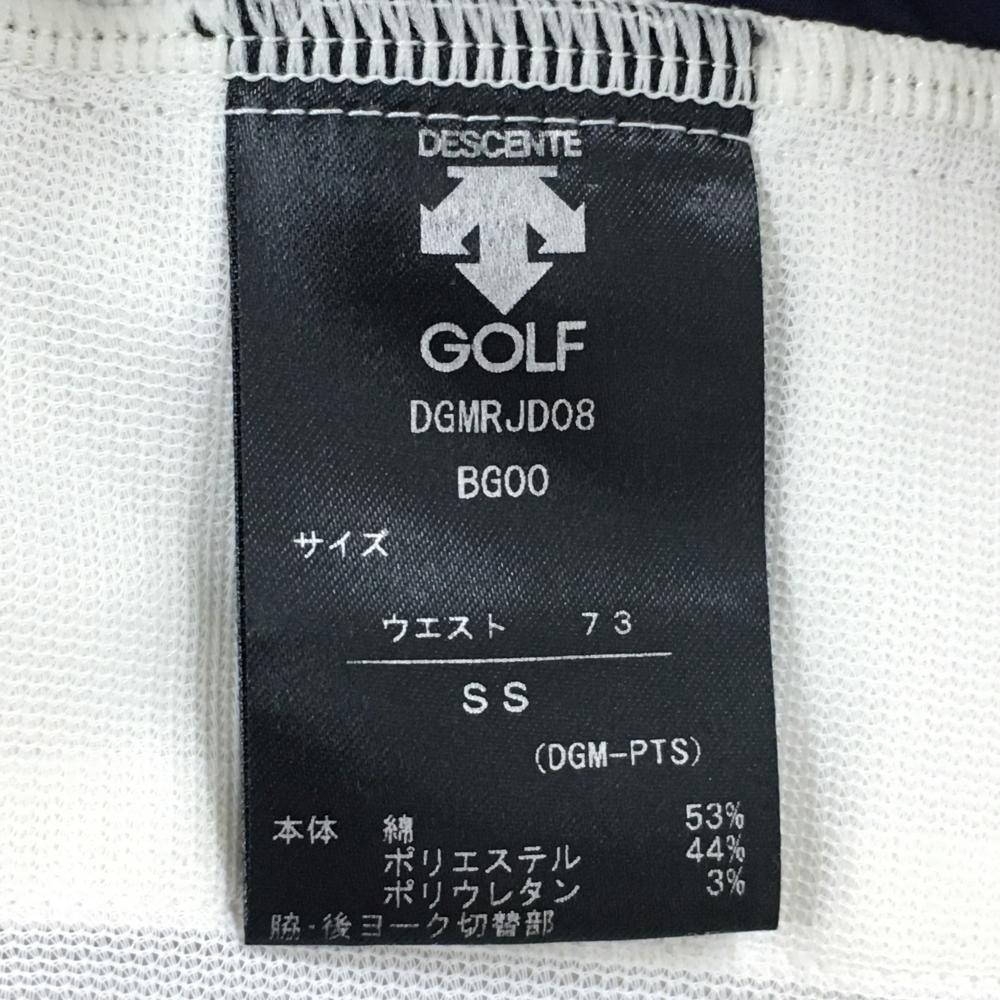 DESCENTE
GOLF
DGMRJD08
BG00
サイズ
ウエスト 73
SS
(DGM-PTS)
本体 綿 53%
ポリエステル 44%
ポリウレタン 3%
脇・後ヨーク切替部